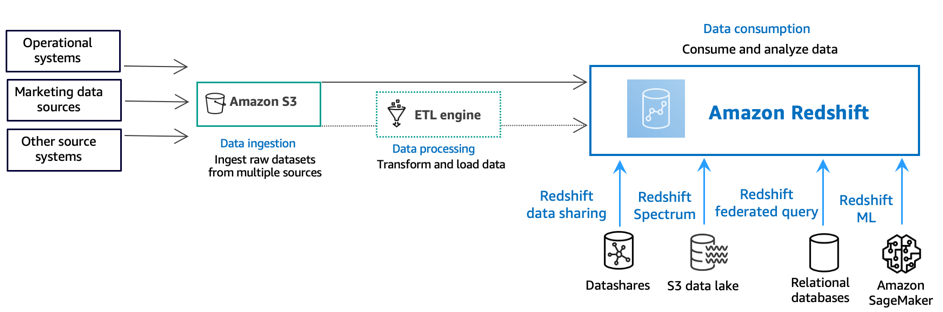 Operational
systems
Marketing data
sources
Other source
systems
Amazon S3
Data ingestion
Ingest raw datasets
from multiple sources
ETL engine
Data processing
Transform and load data
Data consumption
Consume and analyze data
Amazon Redshift
Redshift
data sharing
Redshift
Spectrum
Redshift
federated query
Redshift
ML
Datashares
S3 data lake
Relational
databases
Amazon
SageMaker